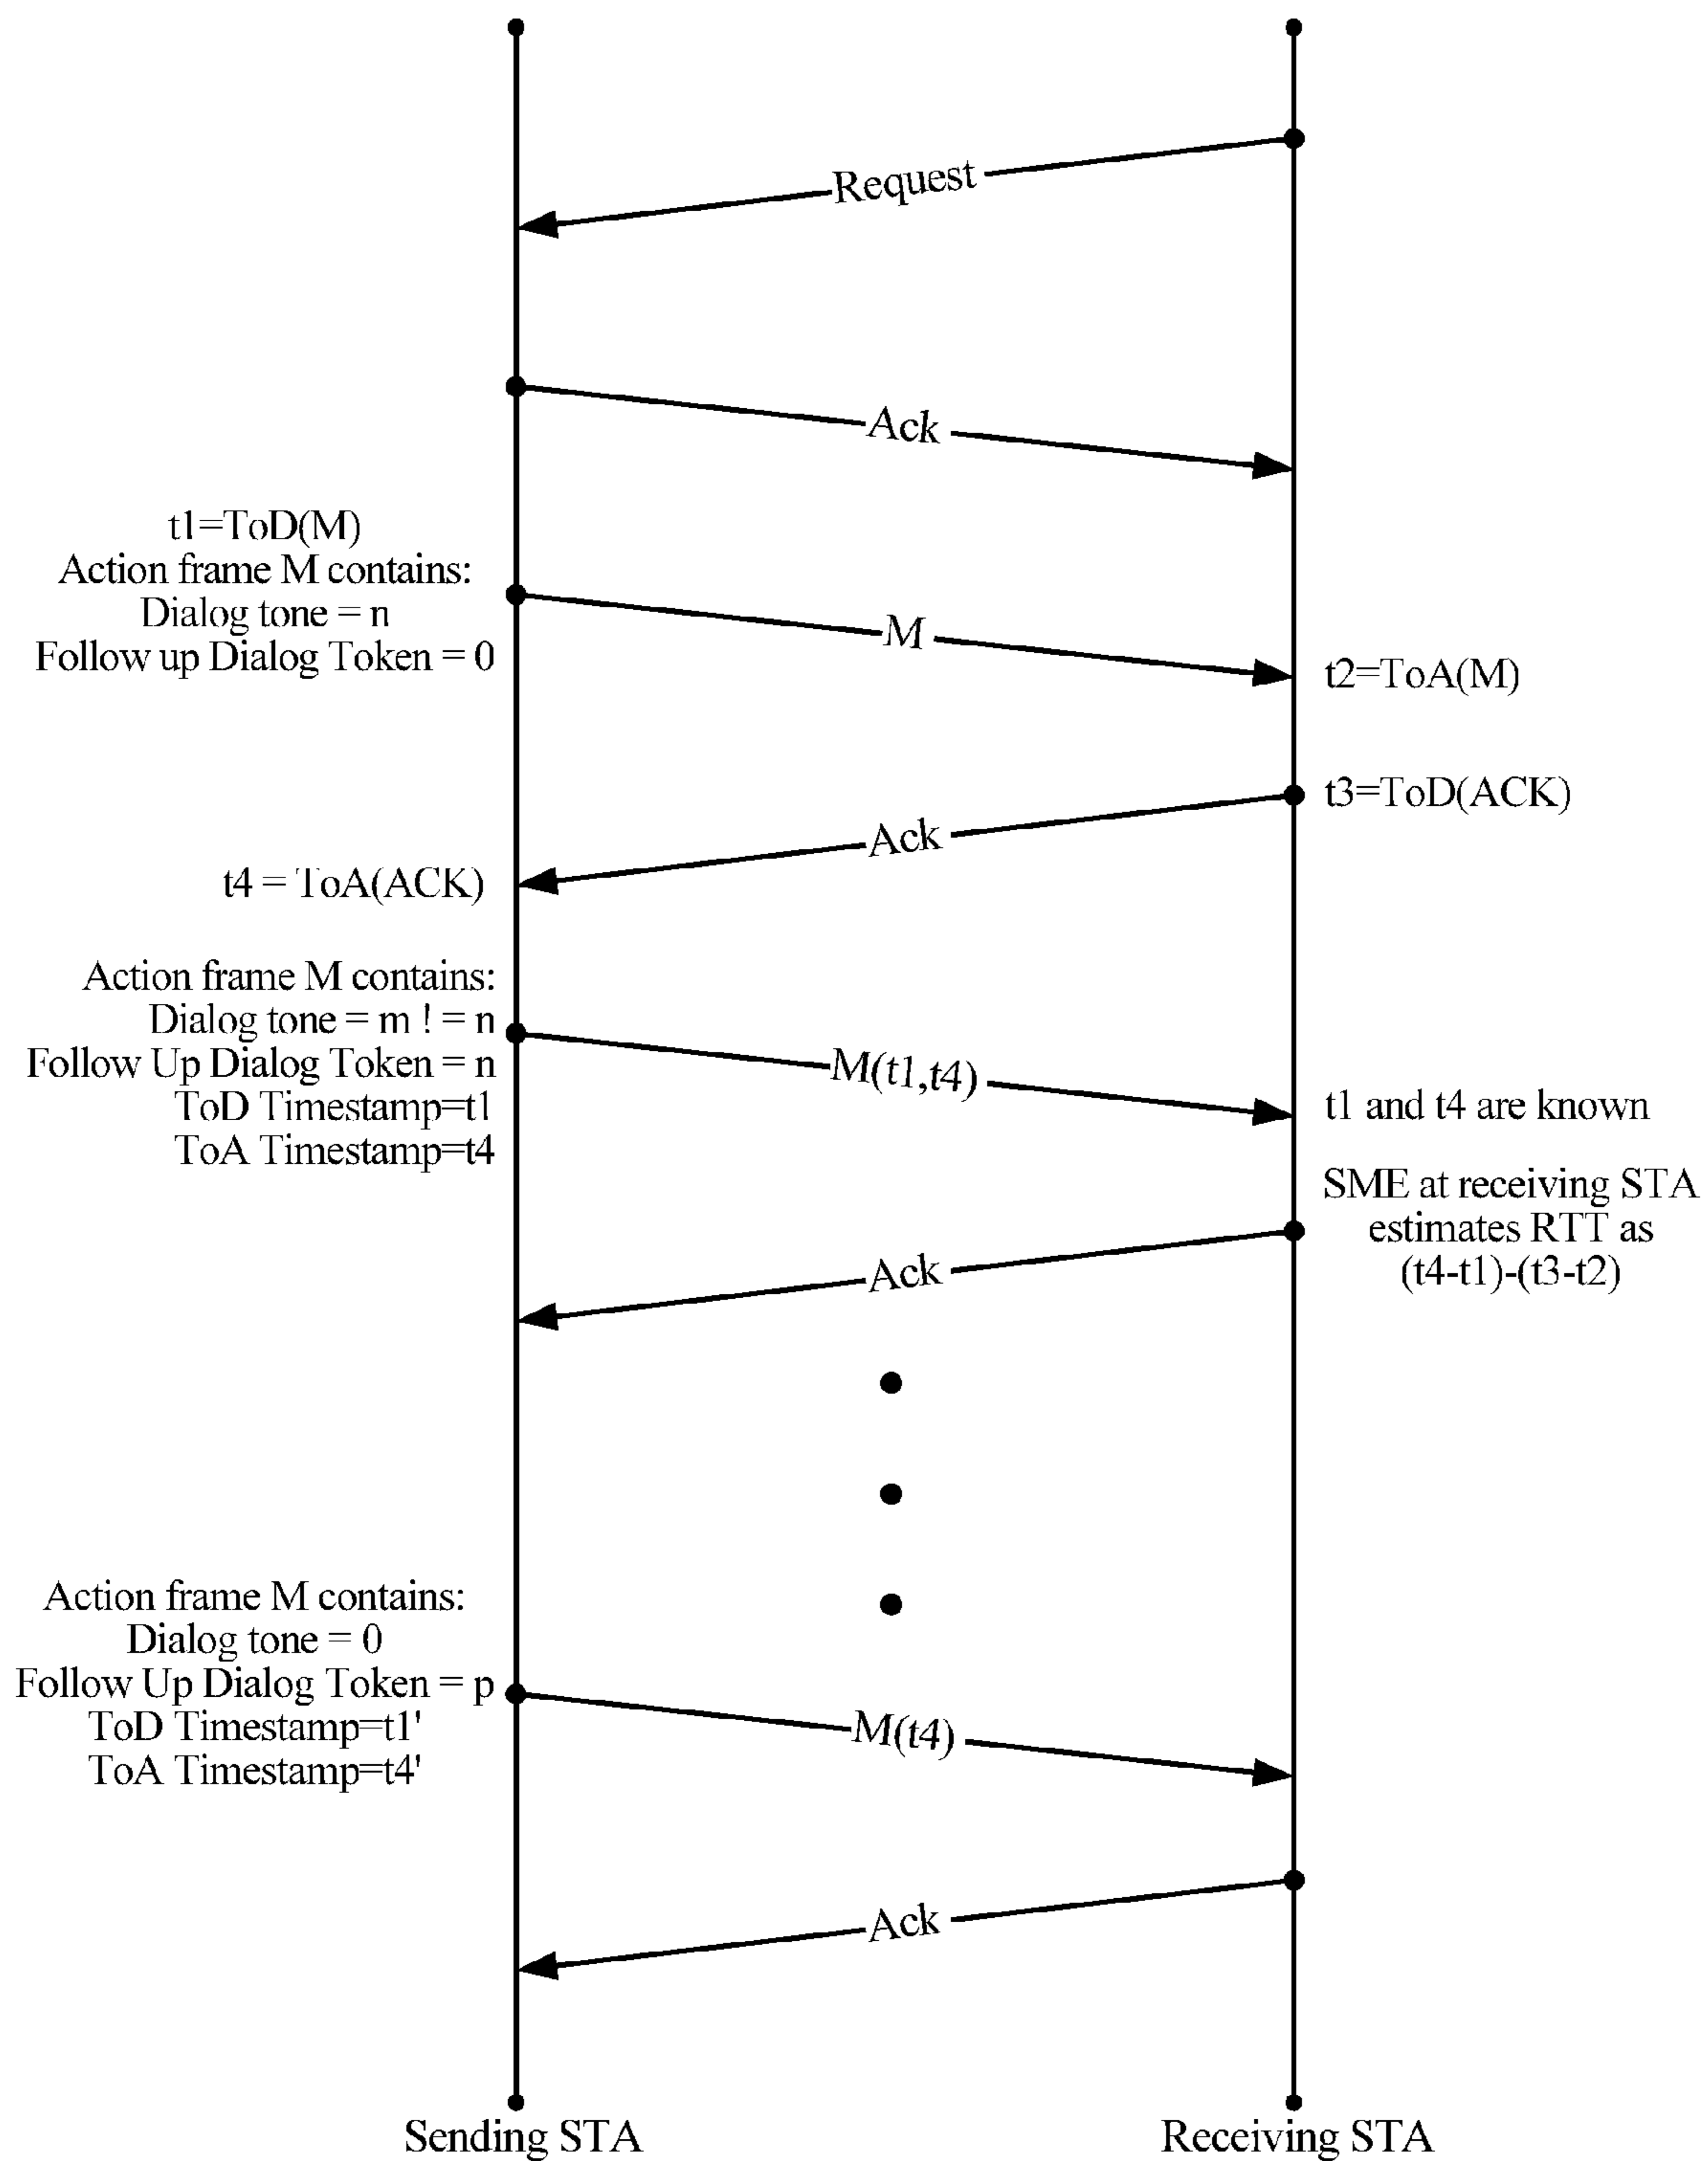 Request
Ack
t1=ToD(M)
Action frame M contains:
Dialog tone = n
Follow up Dialog Token = 0
M
t2=ToA(M)
t3=ToD(ACK)
Ack
t4 = ToA(ACK)
Action frame M contains:
Dialog tone = m ! = n
Follow Up Dialog Token = n
ToD Timestamp=t1
ToA Timestamp=t4
M(t1,t4)
t1 and t4 are known
SME at receiving STA
estimates RTT as
(t4-t1)-(t3-t2)
Ack
Action frame M contains:
Dialog tone = 0
Follow Up Dialog Token = p
ToD Timestamp=t1'
ToA Timestamp=t4'
M(t4)
Ack
Sending STA
Receiving STA